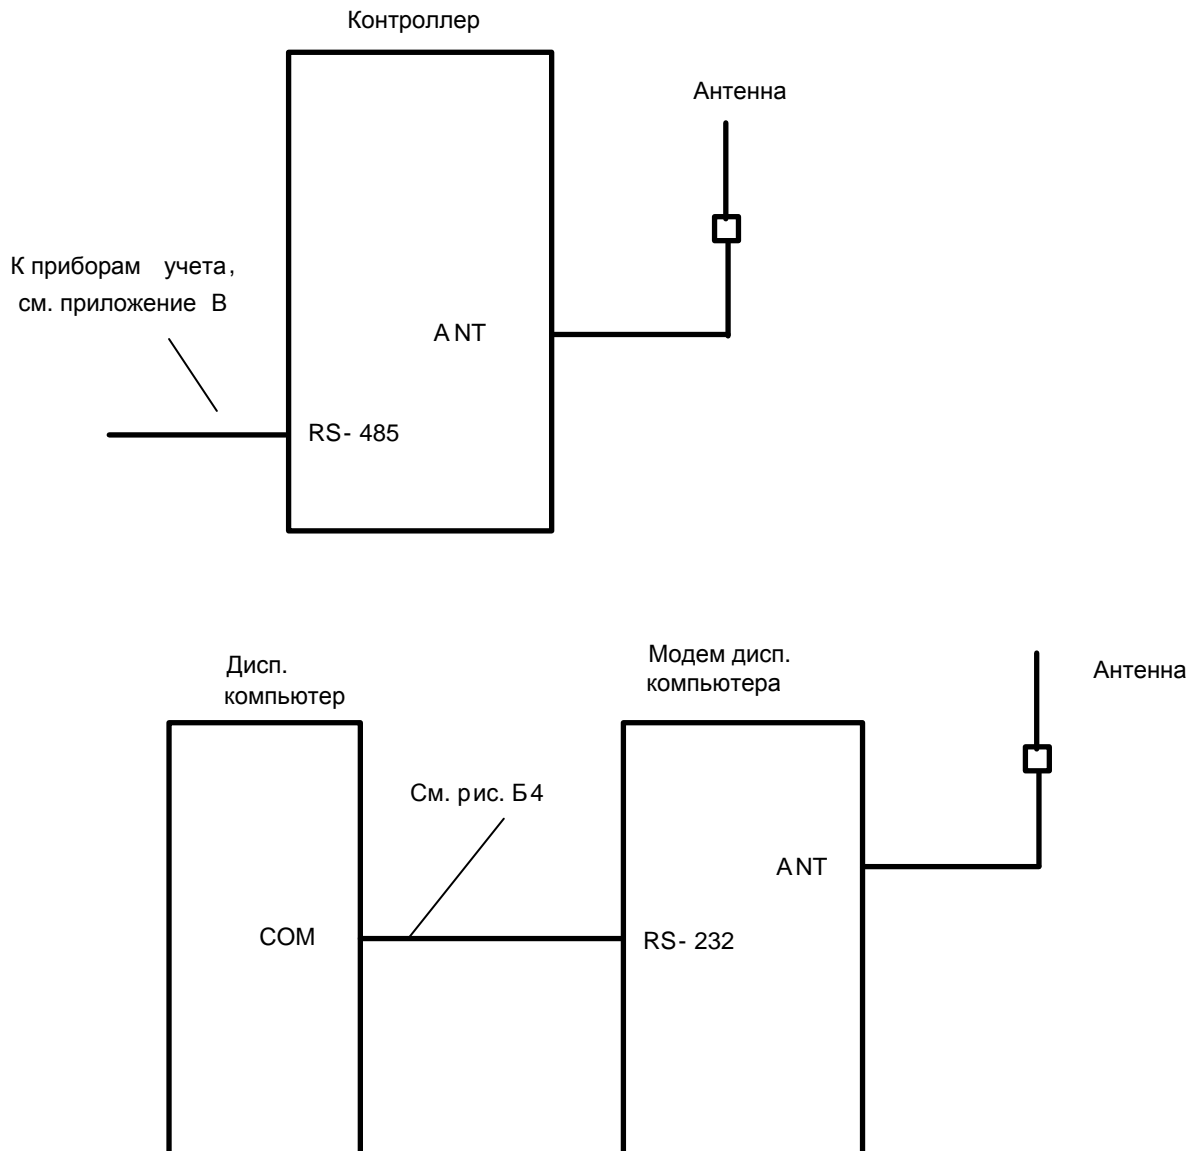 Контроллер
Антенна
К приборам учета,
см. приложение В
ANT
RS- 485
Дисп.
компьютер
Модем дисп.
компьютера
Антенна
См. рис. Б4
ANT
COM
RS- 232